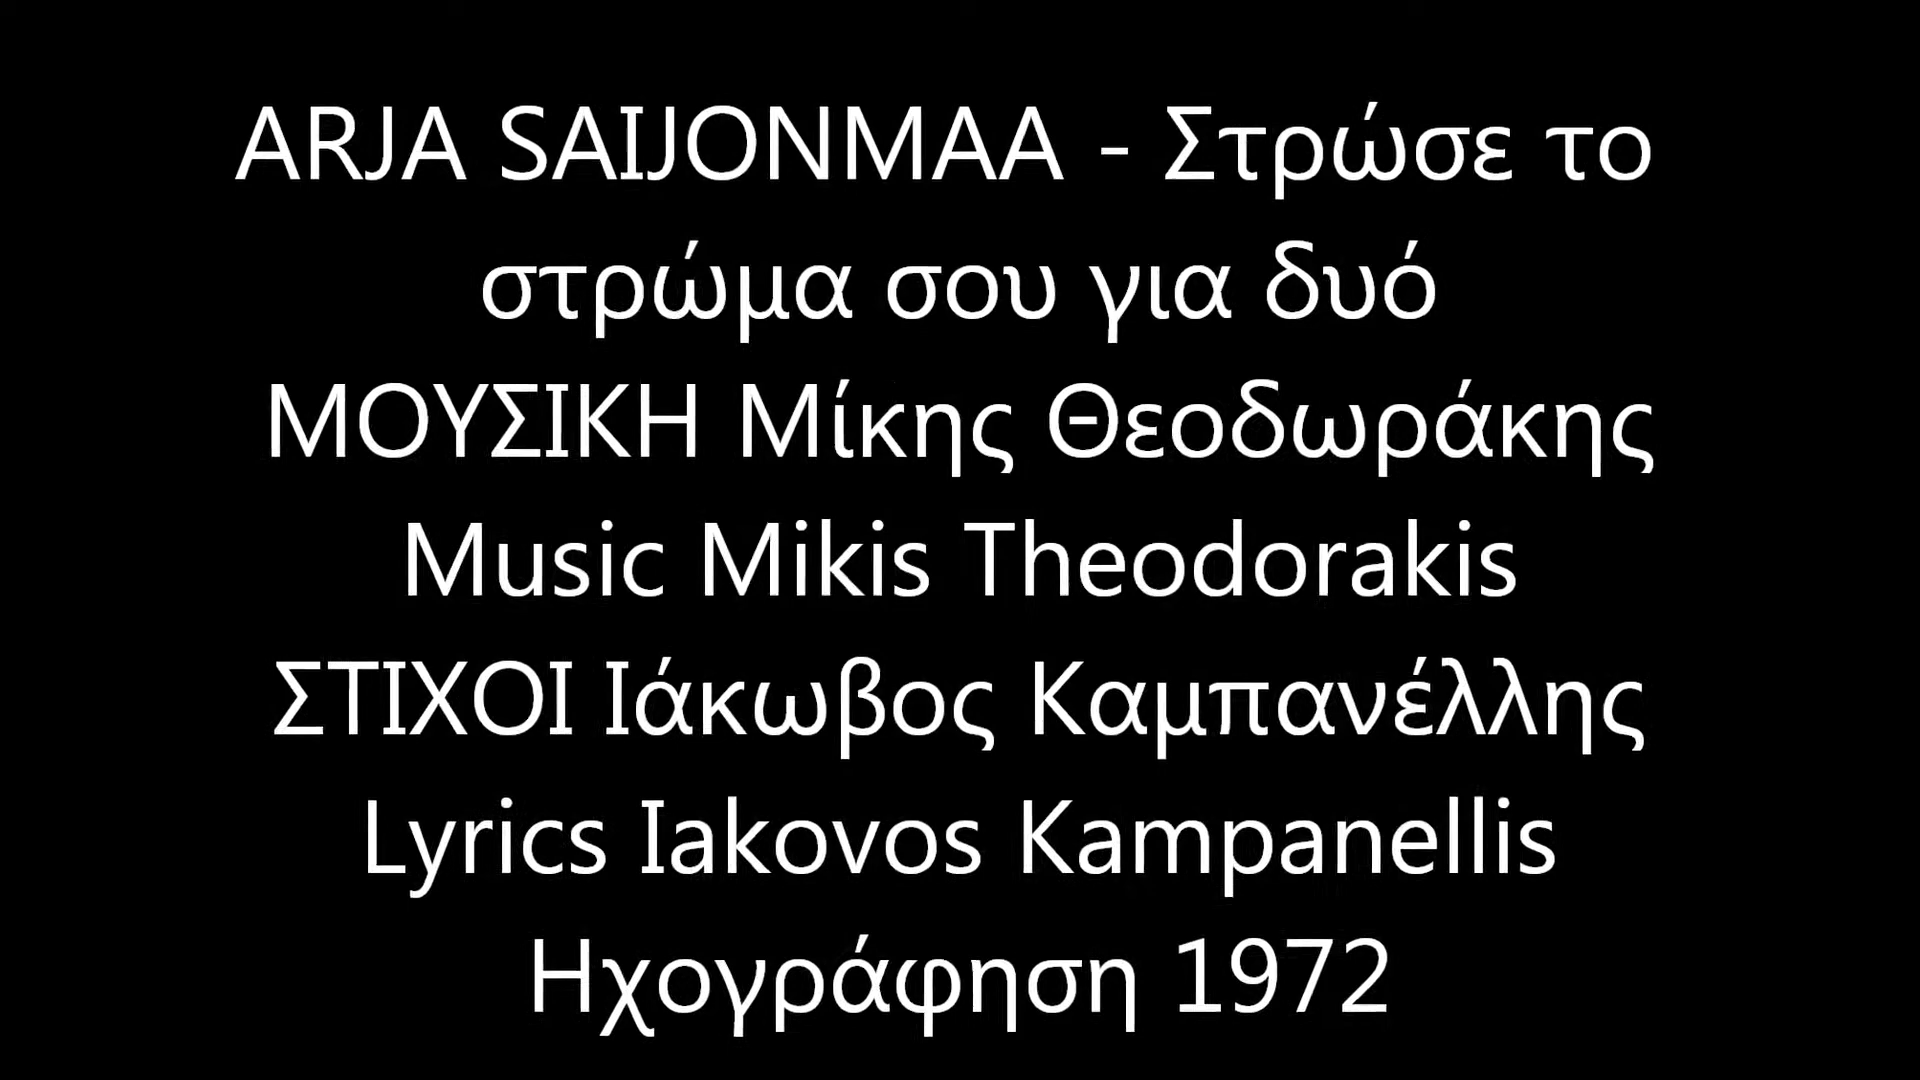 ARJA SAIJONMAA - Στρώσε το
στρώμα σου για δυό
ΜΟΥΣΙΚΗ Μίκης Θεοδωράκης
Music Mikis Theodorakis
ΣΤΙΧΟΙ Ιάκωβος Καμπανέλλης
Lyrics Iakovos Kampanellis
Ηχογράφηση 1972